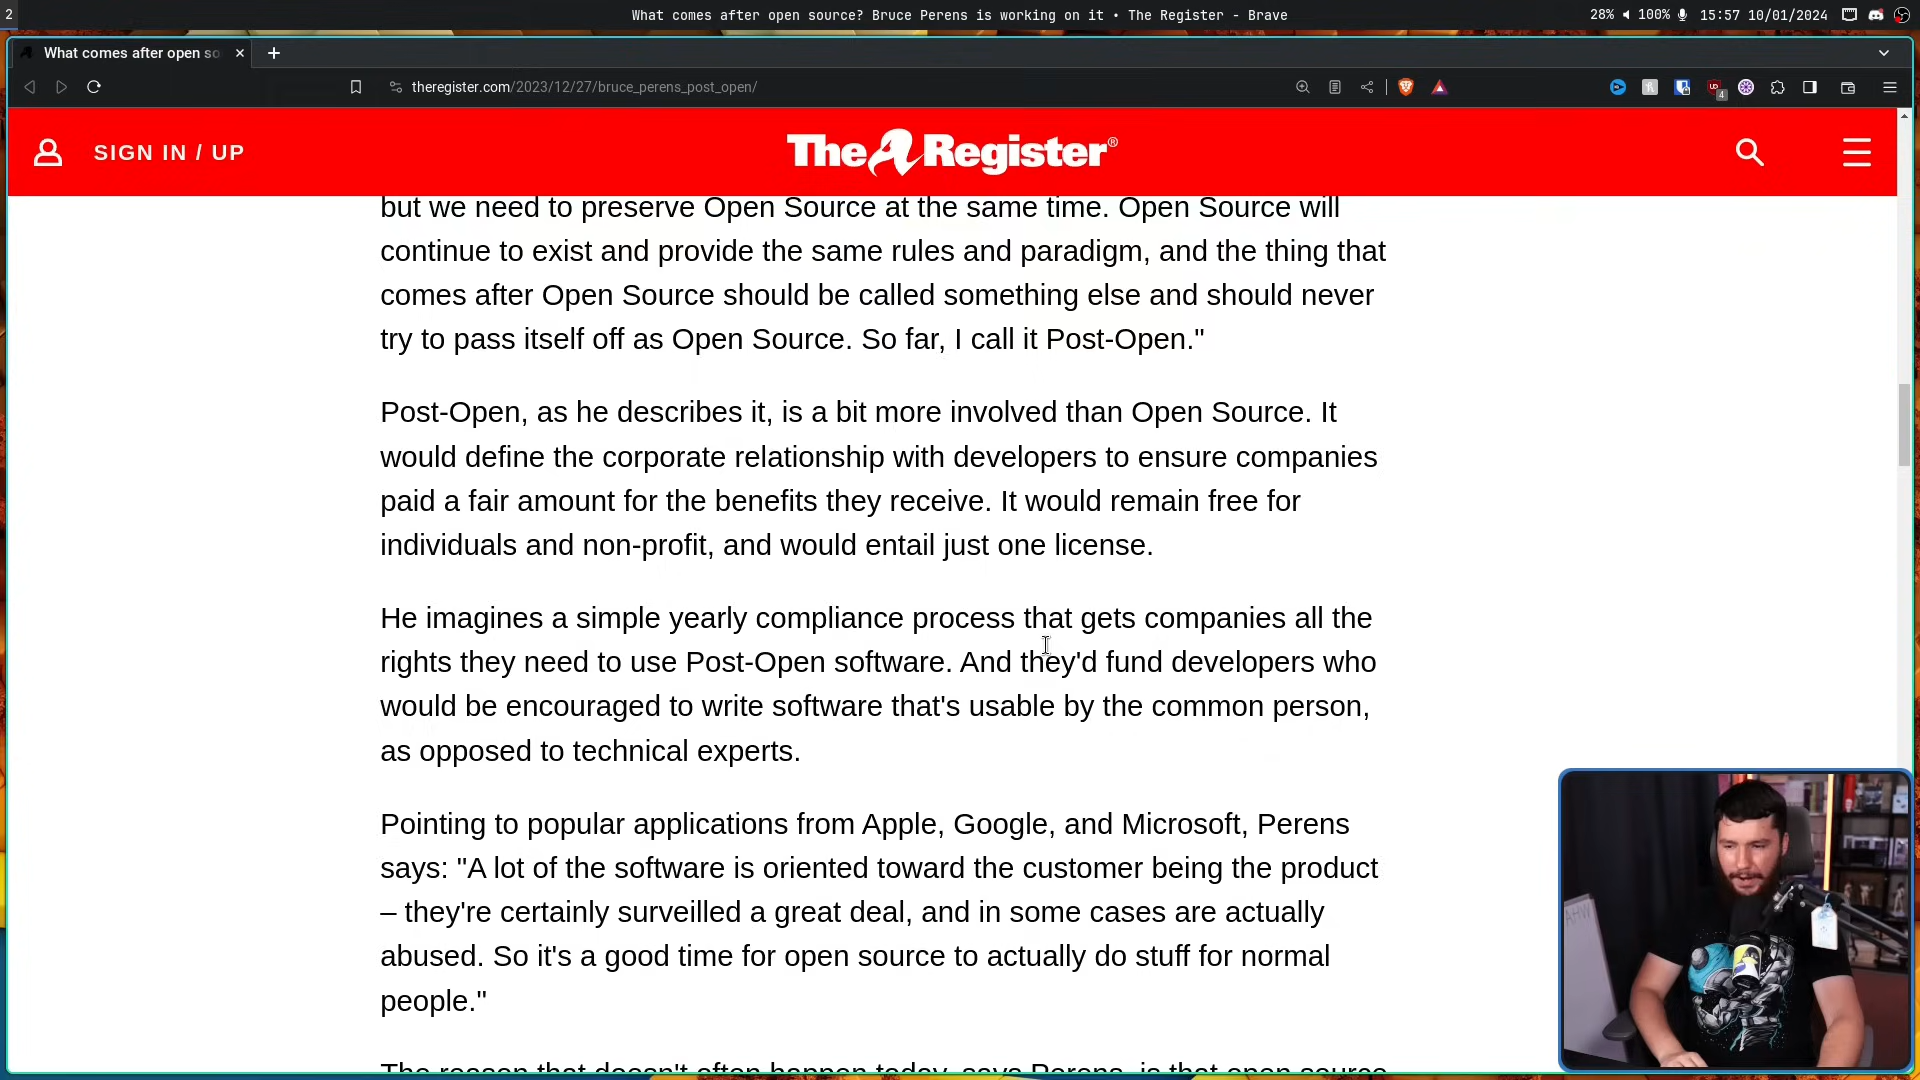 2
What comes after open source? Bruce Perens is working on it • The Register - Brave
28% 100% 15:57 10/01/2024
What comes after open so
theregister.com/2023/12/27/bruce_perens_post_open/
4
SIGN IN / UP
The Register®
but we need to preserve Open Source at the same time. Open Source will
continue to exist and provide the same rules and paradigm, and the thing that
comes after Open Source should be called something else and should never
try to pass itself off as Open Source. So far, I call it Post-Open."
Post-Open, as he describes it, is a bit more involved than Open Source. It
would define the corporate relationship with developers to ensure companies
paid a fair amount for the benefits they receive. It would remain free for
individuals and non-profit, and would entail just one license.
He imagines a simple yearly compliance process that gets companies all the
rights they need to use Post-Open software. And they'd fund developers who
would be encouraged to write software that's usable by the common person,
as opposed to technical experts.
Pointing to popular applications from Apple, Google, and Microsoft, Perens
says: "A lot of the software is oriented toward the customer being the product
– they're certainly surveilled a great deal, and in some cases are actually
abused. So it's a good time for open source to actually do stuff for normal
people."
The reason that doesn't often happen today, says Perens, is that open source